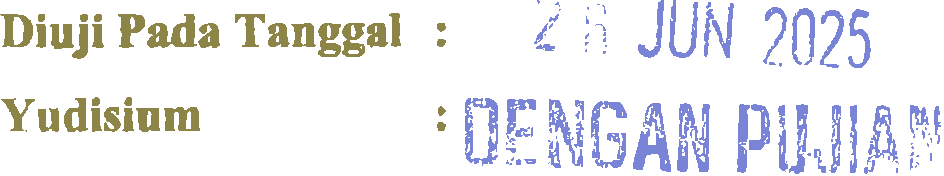 Diuji Pada Tanggal : JUN 2025
Yudisium : DENGAN PUJIAN